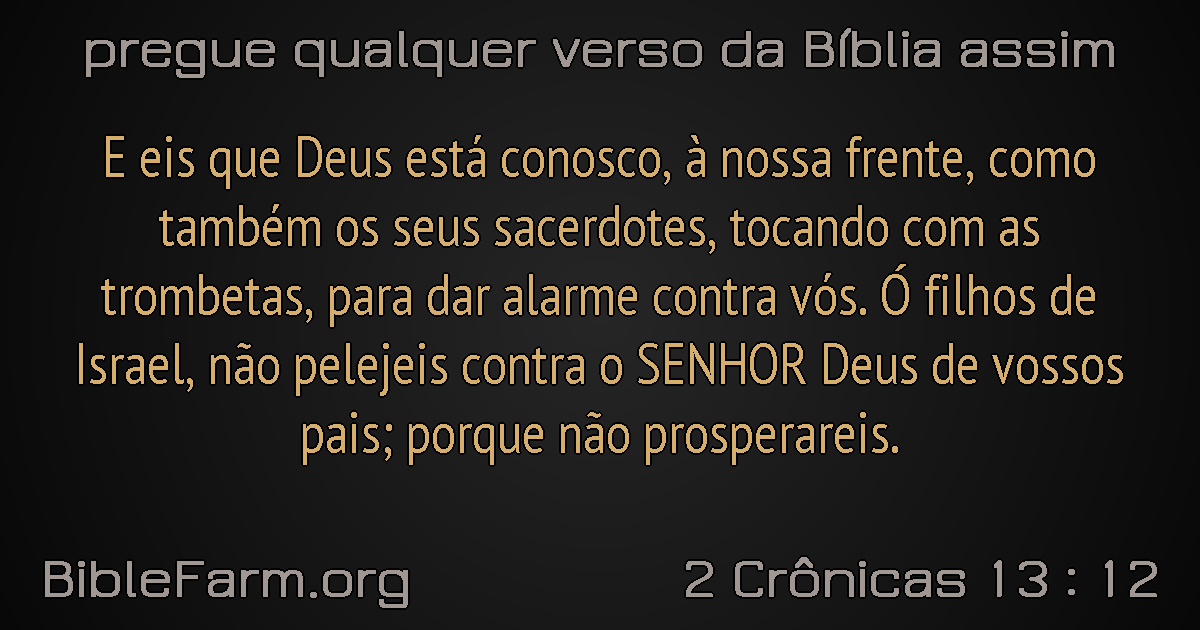 pregue qualquer verso da Bíblia assim
E eis que Deus está conosco, à nossa frente, como
também os seus sacerdotes, tocando com as
trombetas, para dar alarme contra vós. Ó filhos de
Israel, não pelejeis contra o SENHOR Deus de vossos
pais; porque não prosperareis.
BibleFarm.org
2 Crônicas 13 : 12